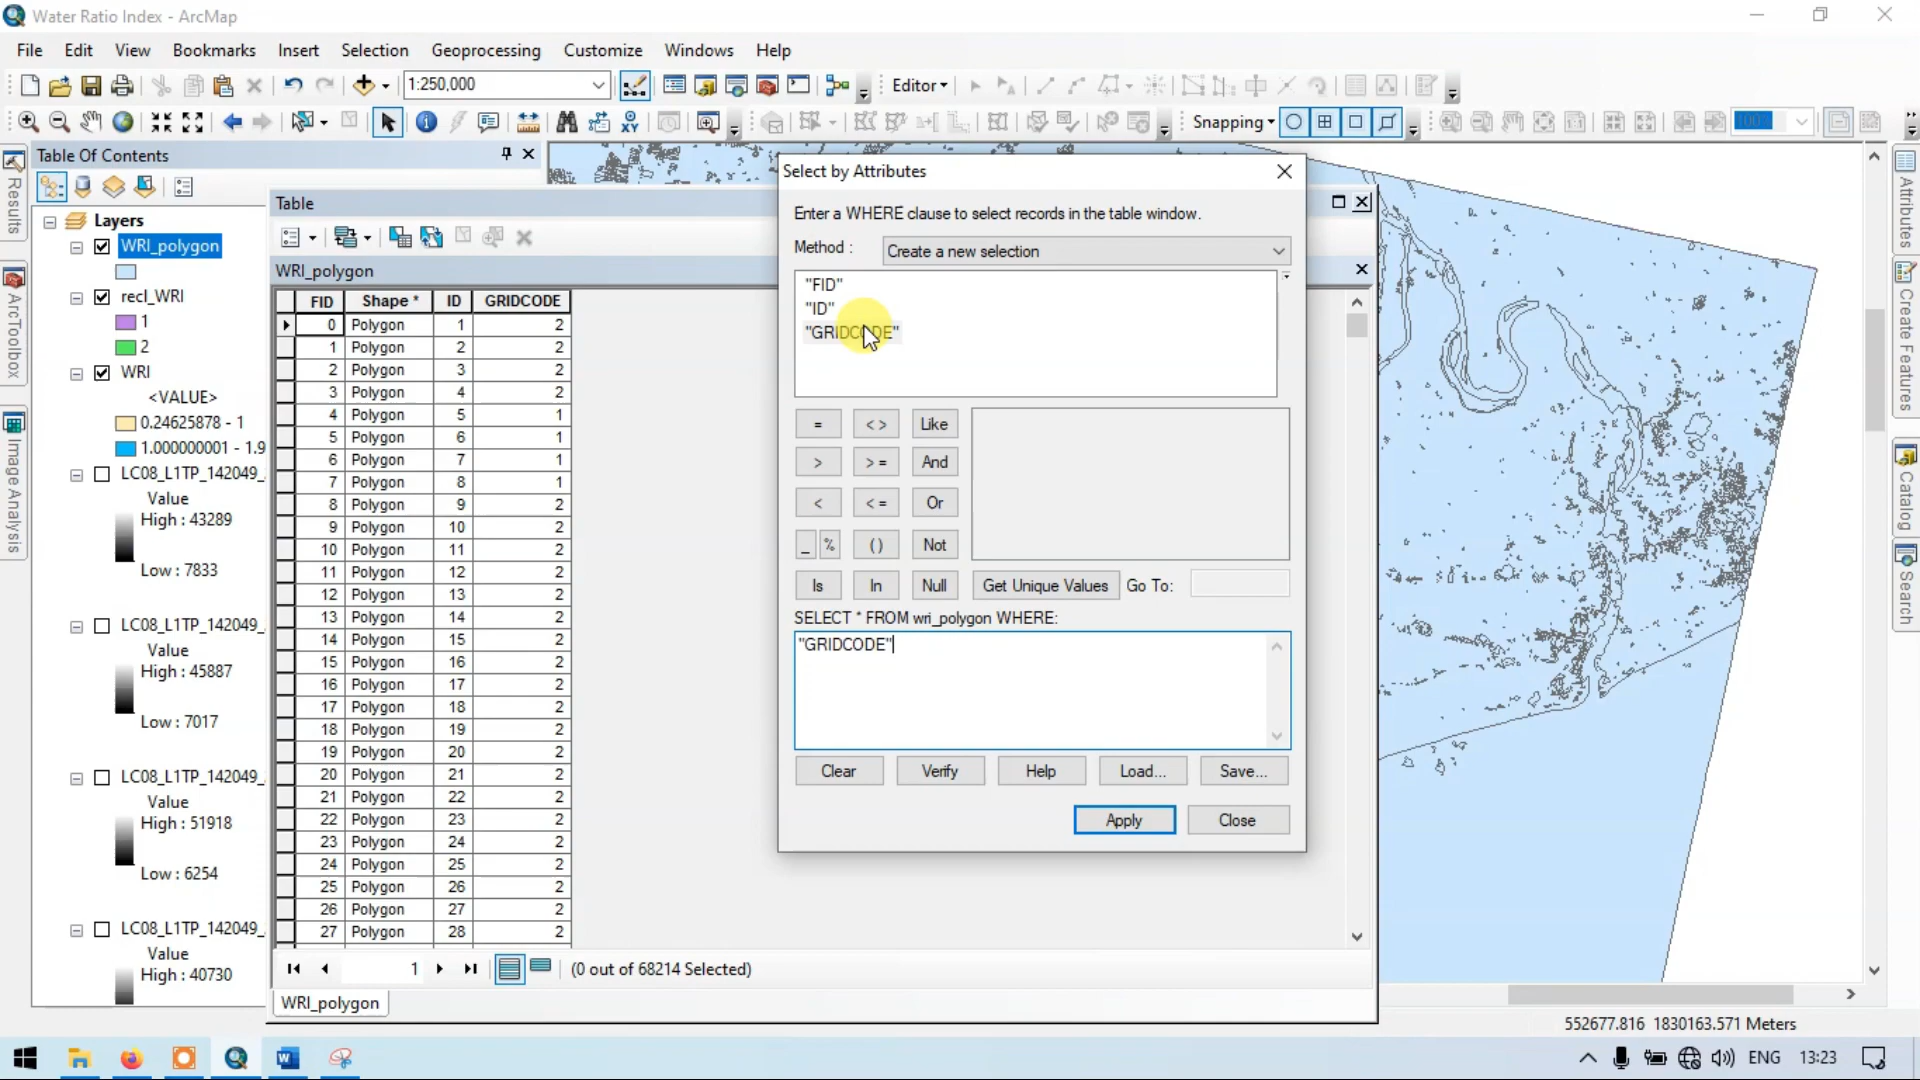 Water Ratio Index - ArcMap
File Edit View Bookmarks Insert Selection Geoprocessing Customize Windows Help
1:250,000
Editor
Snapping
100%
Table Of Contents
Results
ArcToolbox
Image Analysis
Layers
WRI_polygon
recl_WRI
1
2
WRI
<VALUE>
0.24625878 - 1
1.000000001 - 1.9
LC08_L1TP_142049_
Value
High : 43289
Low : 7833
LC08_L1TP_142049_
Value
High : 45887
Low : 7017
LC08_L1TP_142049_
Value
High : 51918
Low : 6254
LC08_L1TP_142049_
Value
High : 40730
Table
WRI_polygon
FID Shape * ID GRIDCODE
0 Polygon 1 2
1 Polygon 2 2
2 Polygon 3 2
3 Polygon 4 2
4 Polygon 5 1
5 Polygon 6 1
6 Polygon 7 1
7 Polygon 8 1
8 Polygon 9 2
9 Polygon 10 2
10 Polygon 11 2
11 Polygon 12 2
12 Polygon 13 2
13 Polygon 14 2
14 Polygon 15 2
15 Polygon 16 2
16 Polygon 17 2
17 Polygon 18 2
18 Polygon 19 2
19 Polygon 20 2
20 Polygon 21 2
21 Polygon 22 2
22 Polygon 23 2
23 Polygon 24 2
24 Polygon 25 2
25 Polygon 26 2
26 Polygon 27 2
27 Polygon 28 2
1 (0 out of 68214 Selected)
WRI_polygon
Select by Attributes
Enter a WHERE clause to select records in the table window.
Method : Create a new selection
"FID"
"ID"
"GRIDCODE"
= < > Like
> > = And
< < = Or
_ % ( ) Not
Is In Null Get Unique Values Go To:
SELECT * FROM wri_polygon WHERE:
"GRIDCODE"
Clear Verify Help Load... Save...
Apply Close
Attributes
Create Features
Catalog
Search
552677.816 1830163.571 Meters
ENG 13:23